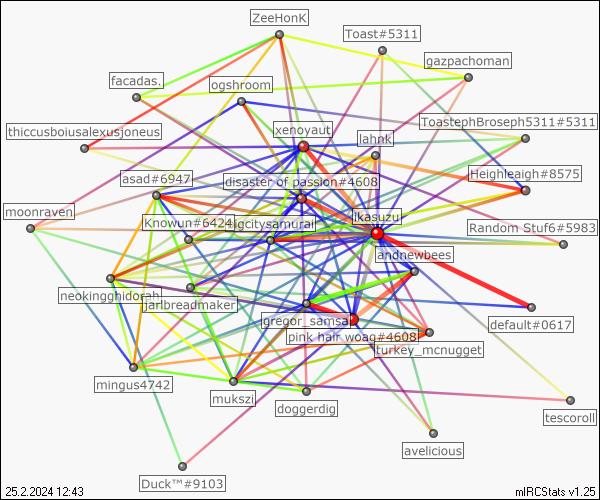 ZeeHonK
Toast#5311
gazpachoman
facadas.
ogshroom
ToastephBroseph5311#5311
thiccusboiusalexusjoneus
xenoyaut
lahnk
asad#6947
disaster of passion#4608
Heighleaigh#8575
moonraven
Knowun#6424
bigcitysamurai
ikasuzu
Random Stuf6#5983
andnewbees
neokingghidorah
jarlbreadmaker
gregor_samsa
default#0617
pink hair woag#4608
turkey_mcnugget
mingus4742
mukszi
doggerdig
tescoroll
avelicious
Duck™#9103
25.2.2024 12:43
mIRCStats v1.25